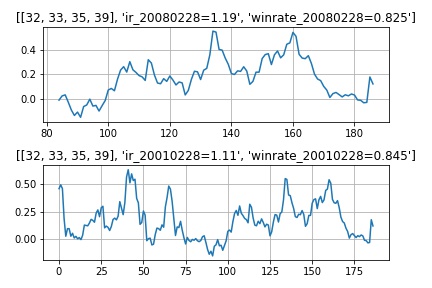 [[32, 33, 35, 39], 'ir_20080228=1.19', 'winrate_20080228=0.825']
0.4
0.2
0.0
80 100 120 140 160 180
[[32, 33, 35, 39], 'ir_20010228=1.11', 'winrate_20010228=0.845']
0.50
0.25
0.00
0 25 50 75 100 125 150 175